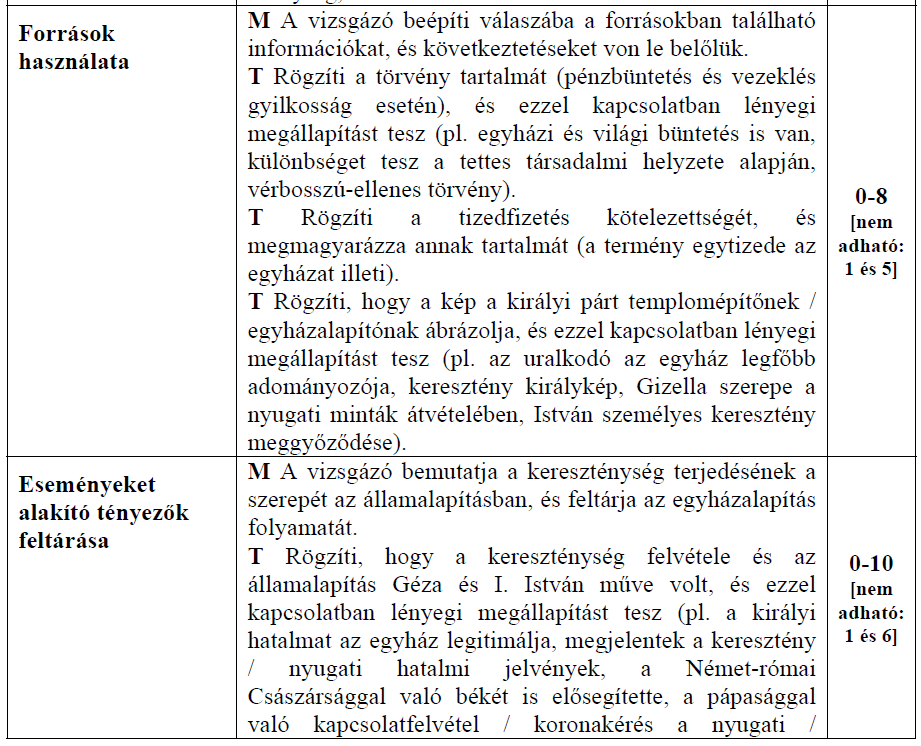 Források
használata
M A vizsgázó beépíti válaszába a forrásokban található
információkat, és következtetéseket von le belőlük.
T Rögzíti a törvény tartalmát (pénzbüntetés és vezeklés
gyilkosság esetén), és ezzel kapcsolatban lényegi
megállapítást tesz (pl. egyházi és világi büntetés is van,
különbséget tesz a tettes társadalmi helyzete alapján,
vérbosszú-ellenes törvény).
T Rögzíti a tizedfizetés kötelezettségét, és
megmagyarázza annak tartalmát (a termény egytizede az
egyházat illeti).
T Rögzíti, hogy a kép a királyi párt templomépítőnek /
egyházalapítónak ábrázolja, és ezzel kapcsolatban lényegi
megállapítást tesz (pl. az uralkodó az egyház legfőbb
adományozója, keresztény királykép, Gizella szerepe a
nyugati minták átvételében, István személyes keresztény
meggyőződése).
0-8
[nem
adható:
1 és 5]
Eseményeket
alakító tényezők
feltárása
M A vizsgázó bemutatja a kereszténység terjedésének a
szerepét az államalapításban, és feltárja az egyházalapítás
folyamatát.
T Rögzíti, hogy a kereszténység felvétele és az
államalapítás Géza és I. István műve volt, és ezzel
kapcsolatban lényegi megállapítást tesz (pl. a királyi
hatalmat az egyház legitimálja, megjelentek a keresztény
/ nyugati hatalmi jelvények, a Német-római
Császársággal való békét is elősegítette, a pápasággal
való kapcsolatfelvétel / koronakérés a nyugati /
0-10
[nem
adható:
1 és 6]